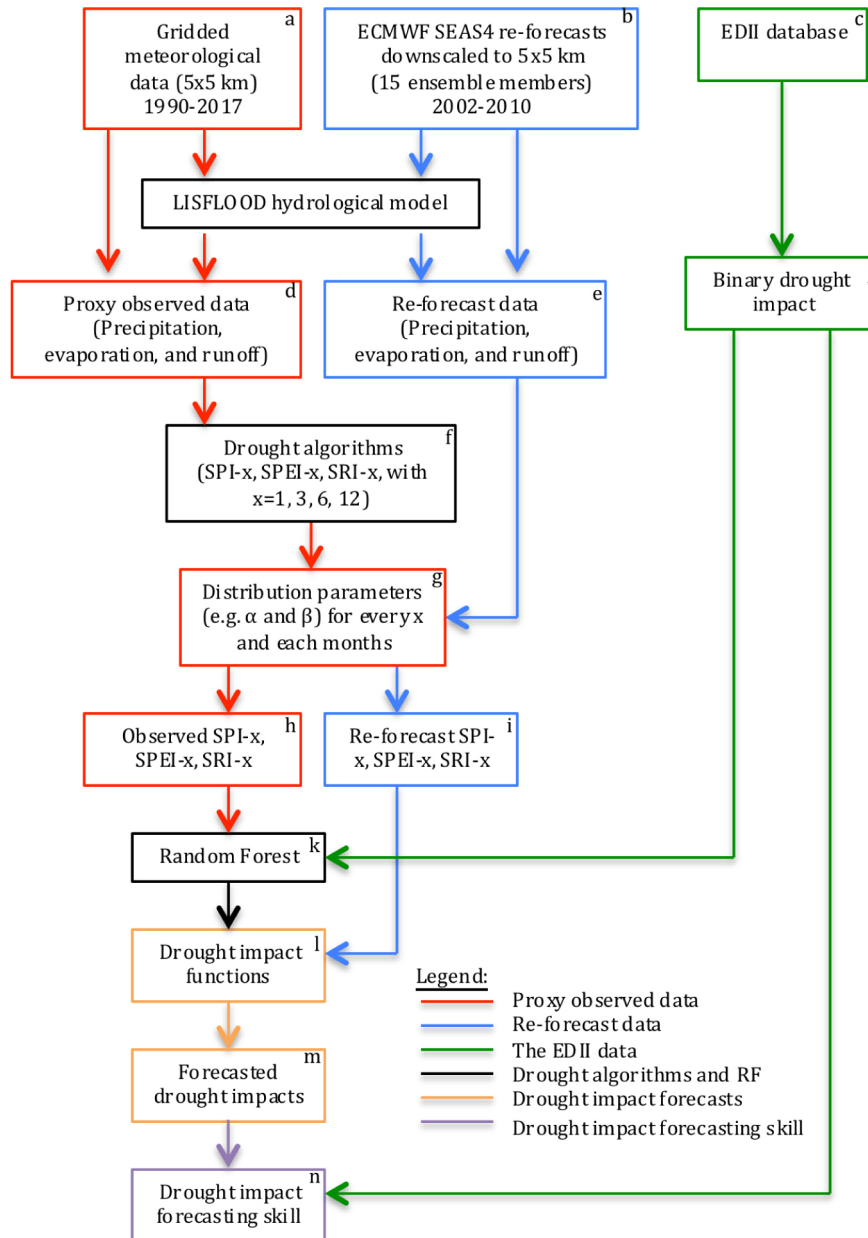 a
Gridded
meteorological
data (5x5 km)
1990-2017
b
ECMWF SEAS4 re-forecasts
downscaled to 5x5 km
(15 ensemble members)
2002-2010
c
EDII database
LISFLOOD hydrological model
d
Proxy observed data
(Precipitation,
evaporation, and runoff)
e
Re-forecast data
(Precipitation,
evaporation, and runoff)
Binary drought
impact
f
Drought algorithms
(SPI-x, SPEI-x, SRI-x, with
x=1, 3, 6, 12)
g
Distribution parameters
(e.g. α and β) for every x
and each months
h
Observed SPI-x,
SPEI-x, SRI-x
i
Re-forecast SPI-
x, SPEI-x, SRI-x
k
Random Forest
l
Drought impact
functions
m
Forecasted
drought impacts
n
Drought impact
forecasting skill
Legend:
Proxy observed data
Re-forecast data
The EDII data
Drought algorithms and RF
Drought impact forecasts
Drought impact forecasting skill